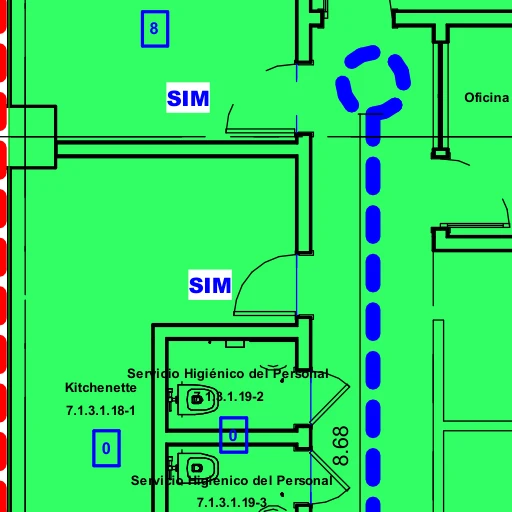 8
SIM
Oficina
SIM
Servicio Higiénico del Personal
7.1.3.1.19-2
Kitchenette
7.1.3.1.18-1
0
0
8.68
Servicio Higiénico del Personal
7.1.3.1.19-3